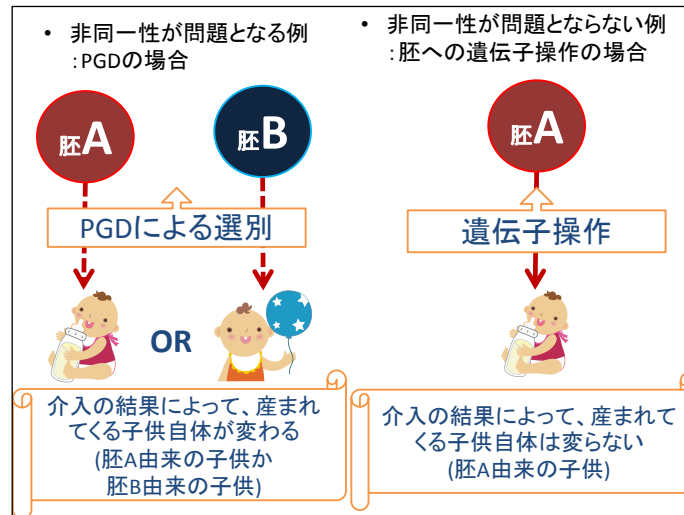 • 非同一性が問題となる例
:PGDの場合
胚A
胚B
PGDによる選別
OR
介入の結果によって、産まれ
てくる子供自体が変わる
(胚A由来の子供か
胚B由来の子供)
• 非同一性が問題とならない例
:胚への遺伝子操作の場合
胚A
遺伝子操作
介入の結果によって、産まれて
くる子供自体は変らない
(胚A由来の子供)